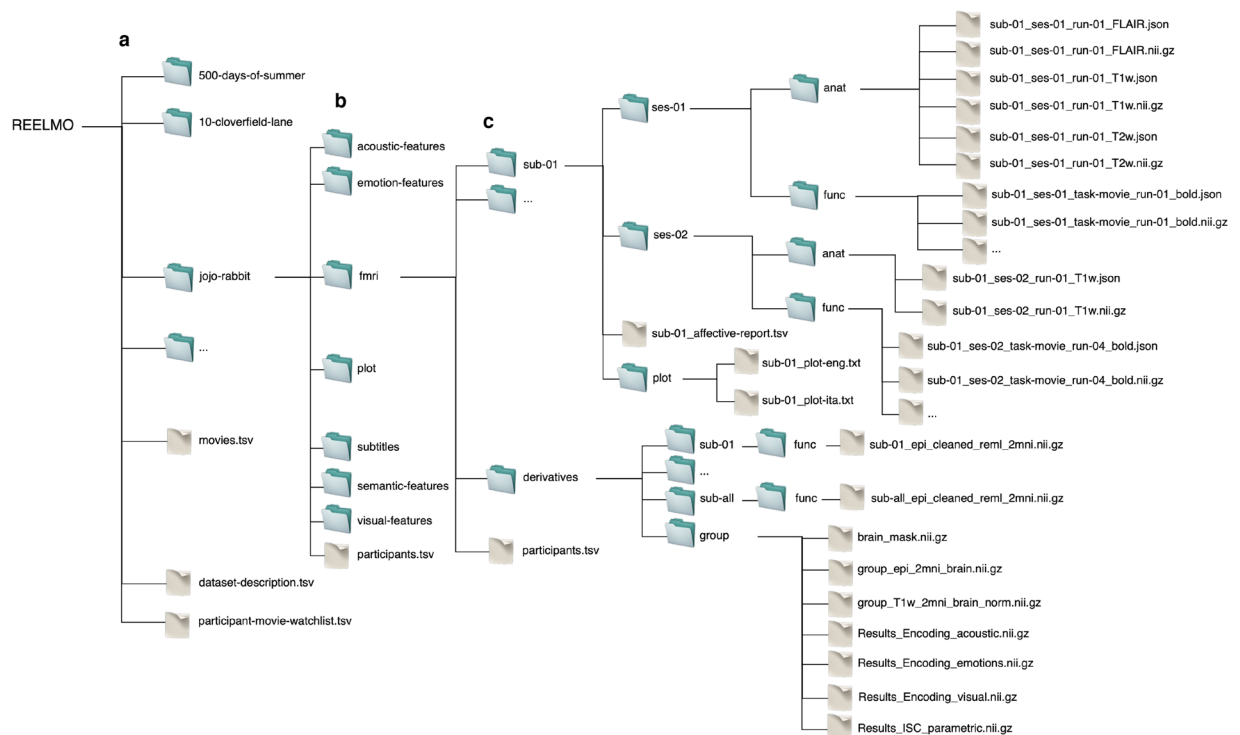 a
500-days-of-summer
REELMO
10-cloverfield-lane
jojo-rabbit
...
movies.tsv
dataset-description.tsv
participant-movie-watchlist.tsv
b
acoustic-features
emotion-features
fmri
plot
subtitles
semantic-features
visual-features
participants.tsv
c
sub-01
...
derivatives
participants.tsv
ses-01
anat
sub-01_ses-01_run-01_FLAIR.json
sub-01_ses-01_run-01_FLAIR.nii.gz
sub-01_ses-01_run-01_T1w.json
sub-01_ses-01_run-01_T1w.nii.gz
sub-01_ses-01_run-01_T2w.json
sub-01_ses-01_run-01_T2w.nii.gz
func
sub-01_ses-01_task-movie_run-01_bold.json
sub-01_ses-01_task-movie_run-01_bold.nii.gz
...
ses-02
anat
sub-01_ses-02_run-01_T1w.json
sub-01_ses-02_run-01_T1w.nii.gz
func
sub-01_ses-02_task-movie_run-04_bold.json
sub-01_ses-02_task-movie_run-04_bold.nii.gz
...
sub-01_affective-report.tsv
plot
sub-01_plot-eng.txt
sub-01_plot-ita.txt
sub-01
func
sub-01_epi_cleaned_reml_2mni.nii.gz
...
sub-all
func
sub-all_epi_cleaned_reml_2mni.nii.gz
group
brain_mask.nii.gz
group_epi_2mni_brain.nii.gz
group_T1w_2mni_brain_norm.nii.gz
Results_Encoding_acoustic.nii.gz
Results_Encoding_emotions.nii.gz
Results_Encoding_visual.nii.gz
Results_ISC_parametric.nii.gz